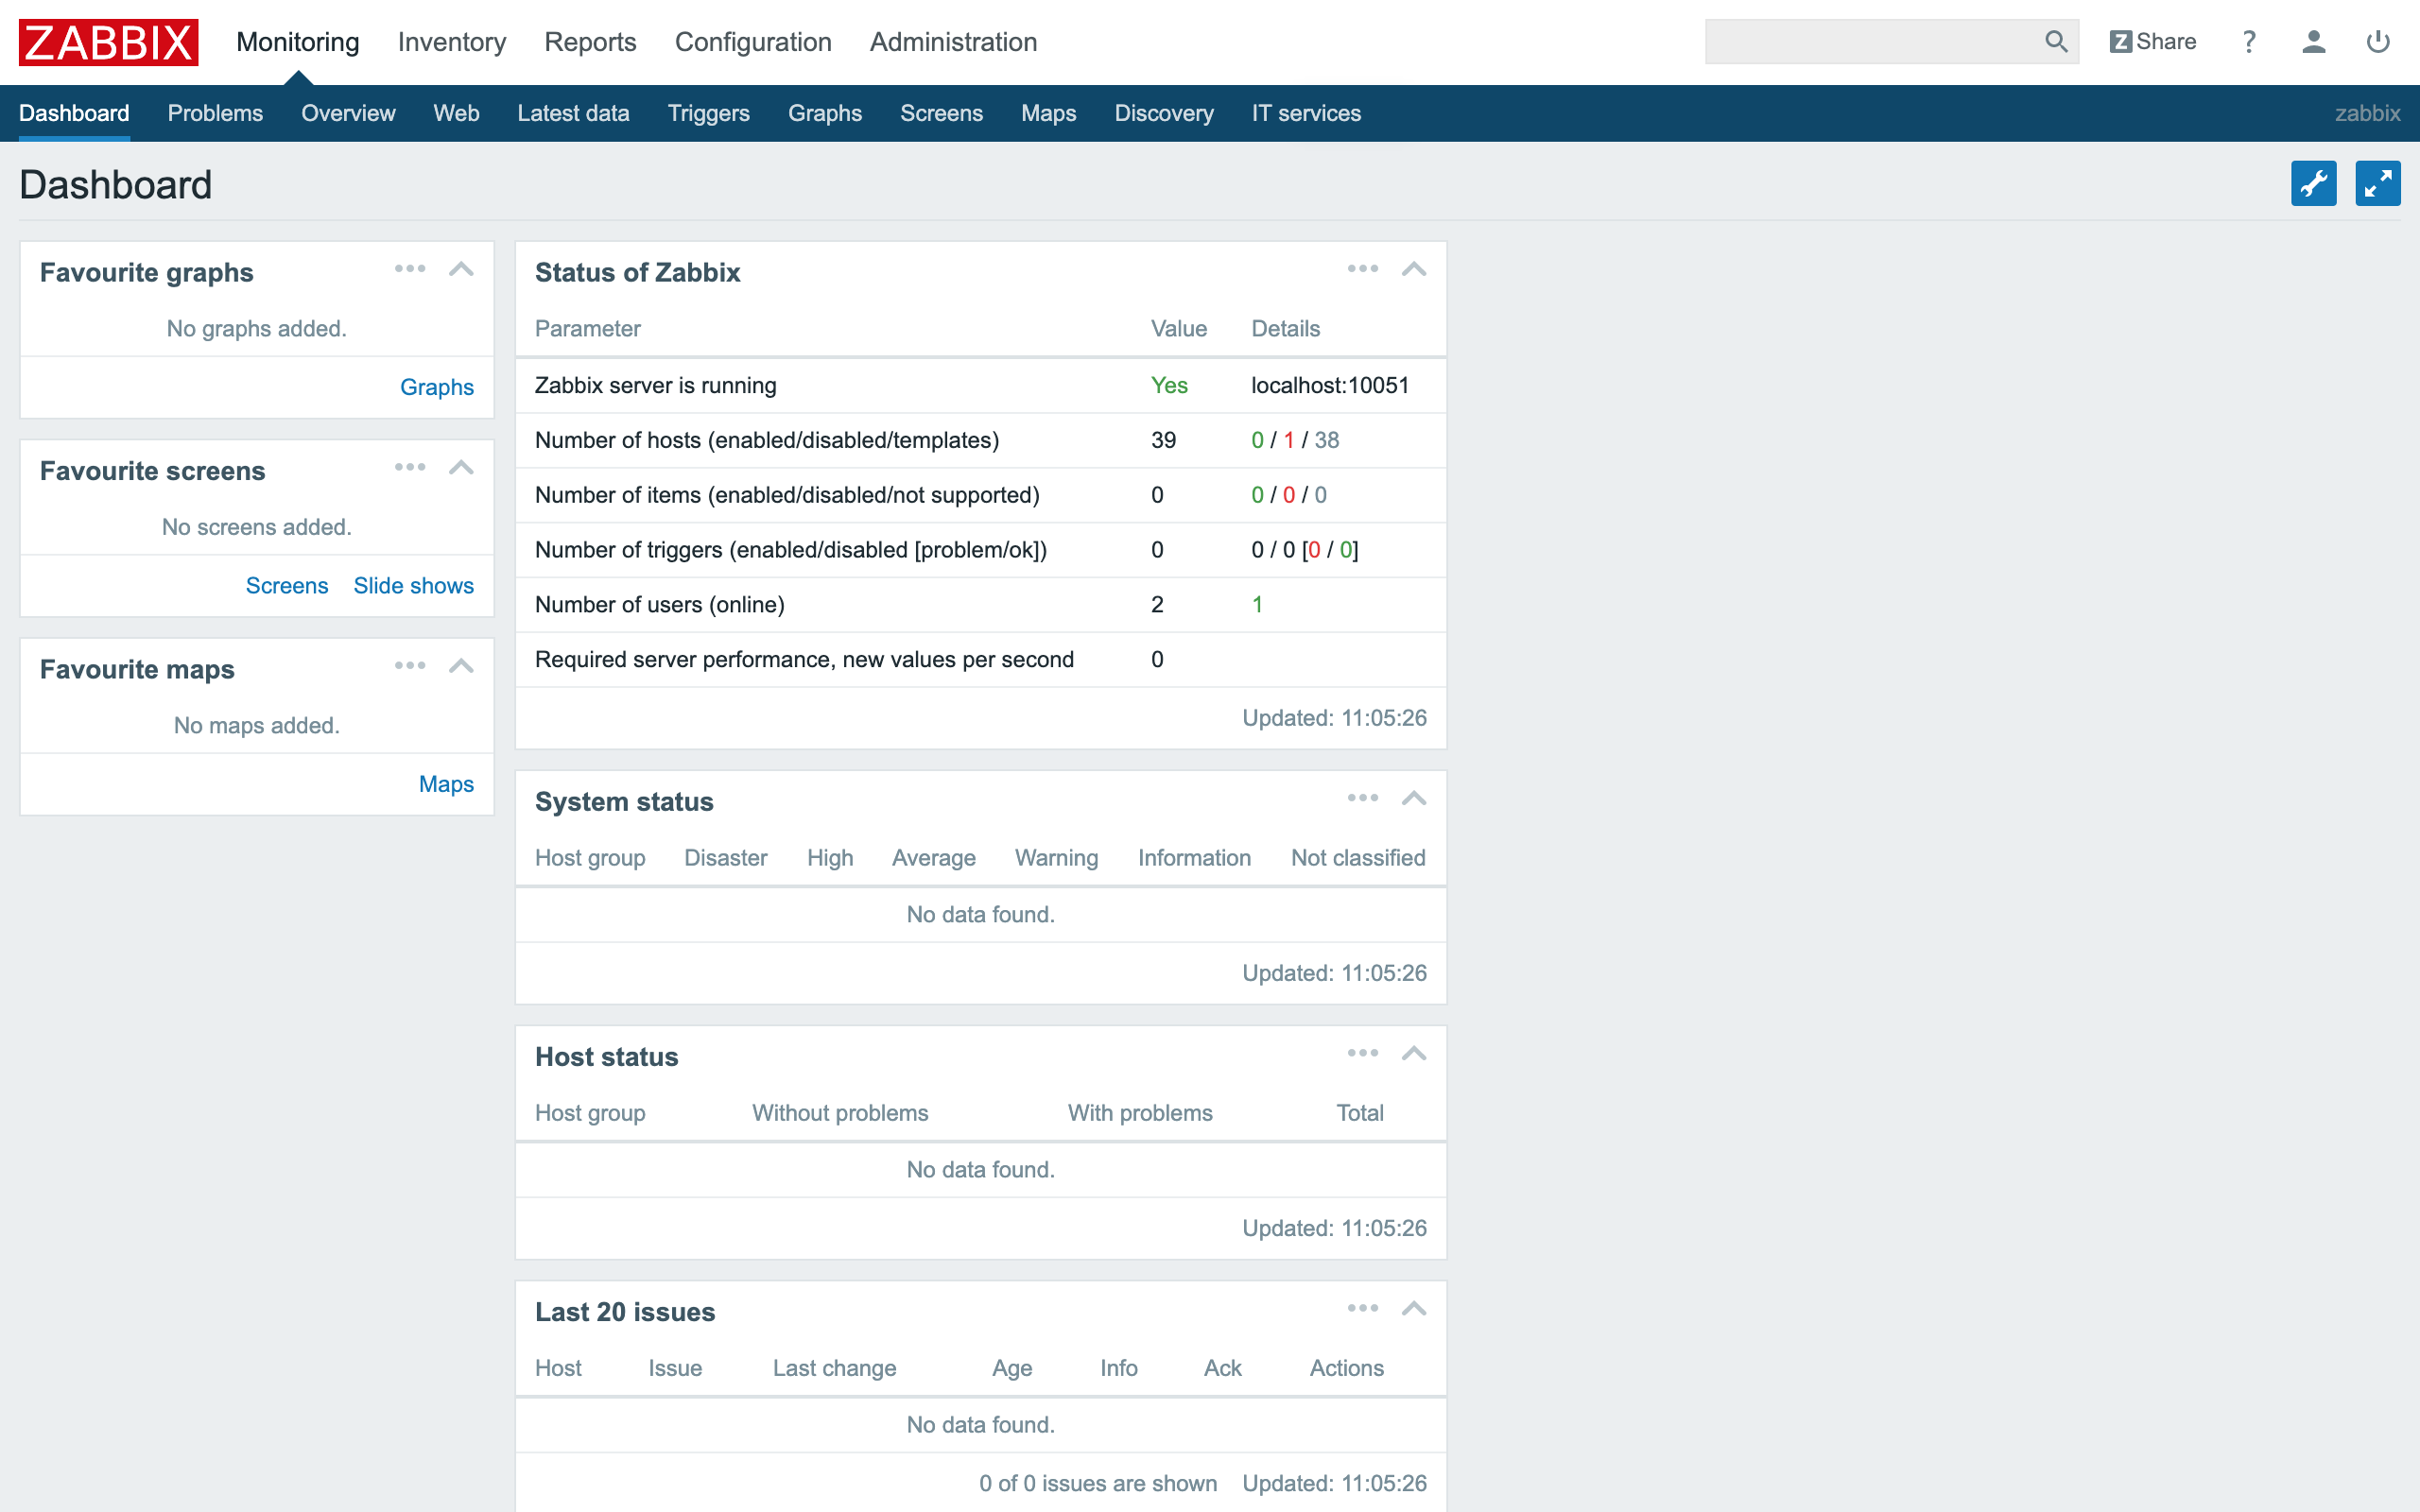 ZABBIX Monitoring Inventory Reports Configuration Administration Z Share ?
Dashboard Problems Overview Web Latest data Triggers Graphs Screens Maps Discovery IT services zabbix
Dashboard
Favourite graphs
No graphs added.
Graphs
Favourite screens
No screens added.
Screens Slide shows
Favourite maps
No maps added.
Maps
Status of Zabbix
Parameter Value Details
Zabbix server is running Yes localhost:10051
Number of hosts (enabled/disabled/templates) 39 0 / 1 / 38
Number of items (enabled/disabled/not supported) 0 0 / 0 / 0
Number of triggers (enabled/disabled [problem/ok]) 0 0 / 0 [0 / 0]
Number of users (online) 2 1
Required server performance, new values per second 0
Updated: 11:05:26
System status
Host group Disaster High Average Warning Information Not classified
No data found.
Updated: 11:05:26
Host status
Host group Without problems With problems Total
No data found.
Updated: 11:05:26
Last 20 issues
Host Issue Last change Age Info Ack Actions
No data found.
0 of 0 issues are shown Updated: 11:05:26